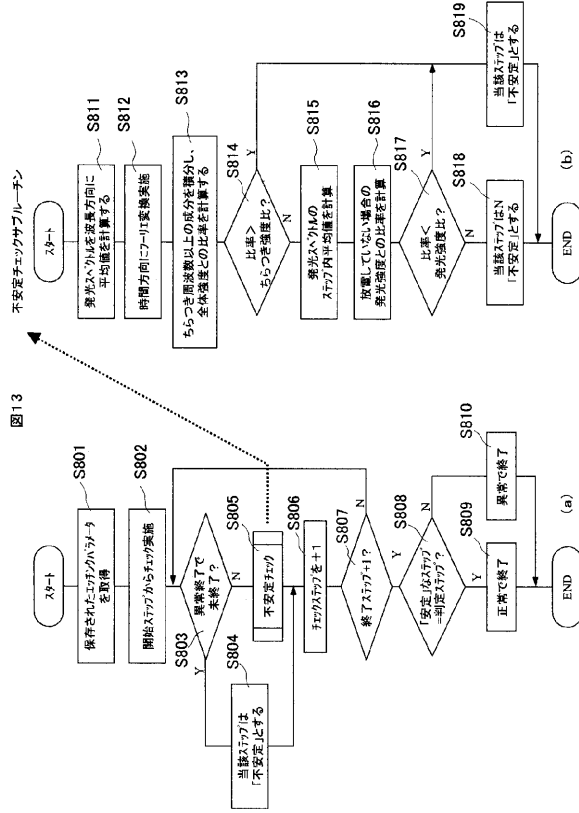 図13
スタート
保存されたエッチングパラメータ
を取得
S801
開始ステップからチェック実施
S802
異常終了で
未終了?
S803
Y
N
当該ステップは
「不安定」とする
S804
不安定チェック
S805
チェックステップを+1
S806
終了ステップ+1?
S807
N
Y
「安定」なステップ
=判定ステップ?
S808
N
Y
正常で終了
S809
異常で終了
S810
END
(a)
不安定チェックサブルーチン
スタート
発光スペクトルを波長方向に
平均値を計算する
S811
時間方向にフーリエ変換実施
S812
ちらつき周波数以上の成分を積分し、
全体強度との比率を計算する
S813
比率>
ちらつき強度比?
S814
Y
N
発光スペクトルの
ステップ内平均値を計算
S815
放電していない場合の
発光強度との比率を計算
S816
比率<
発光強度比?
S817
Y
N
当該ステップはN
「不安定」とする
S818
当該ステップは
「不安定」とする
S819
END
(b)